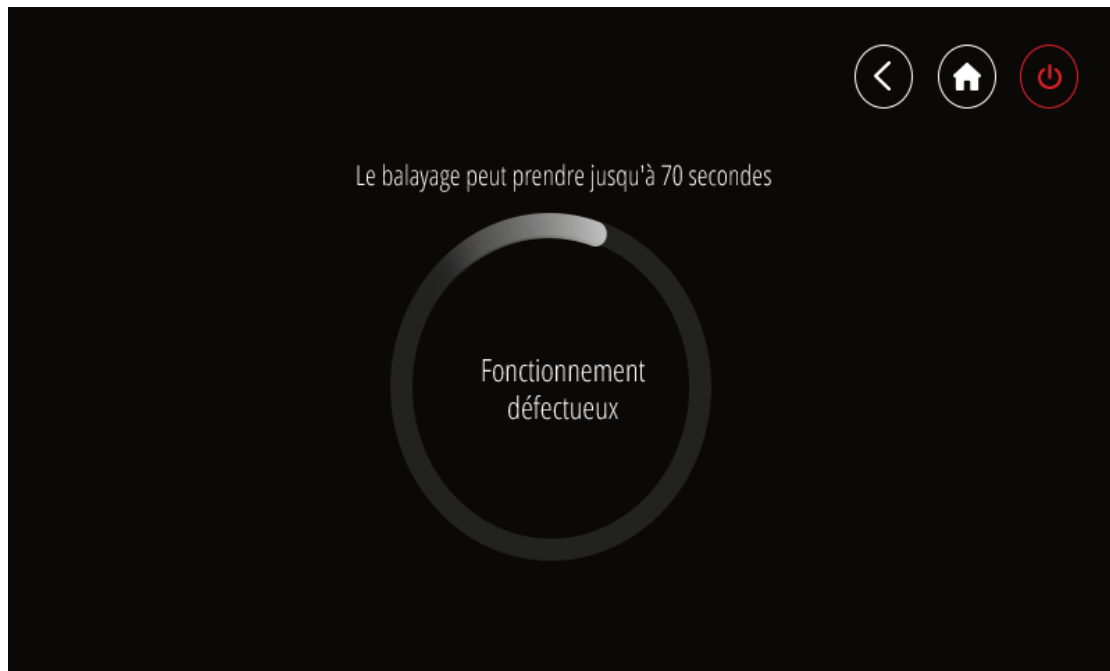 Le balayage peut prendre jusqu'à 70 secondes
Fonctionnement
défectueux